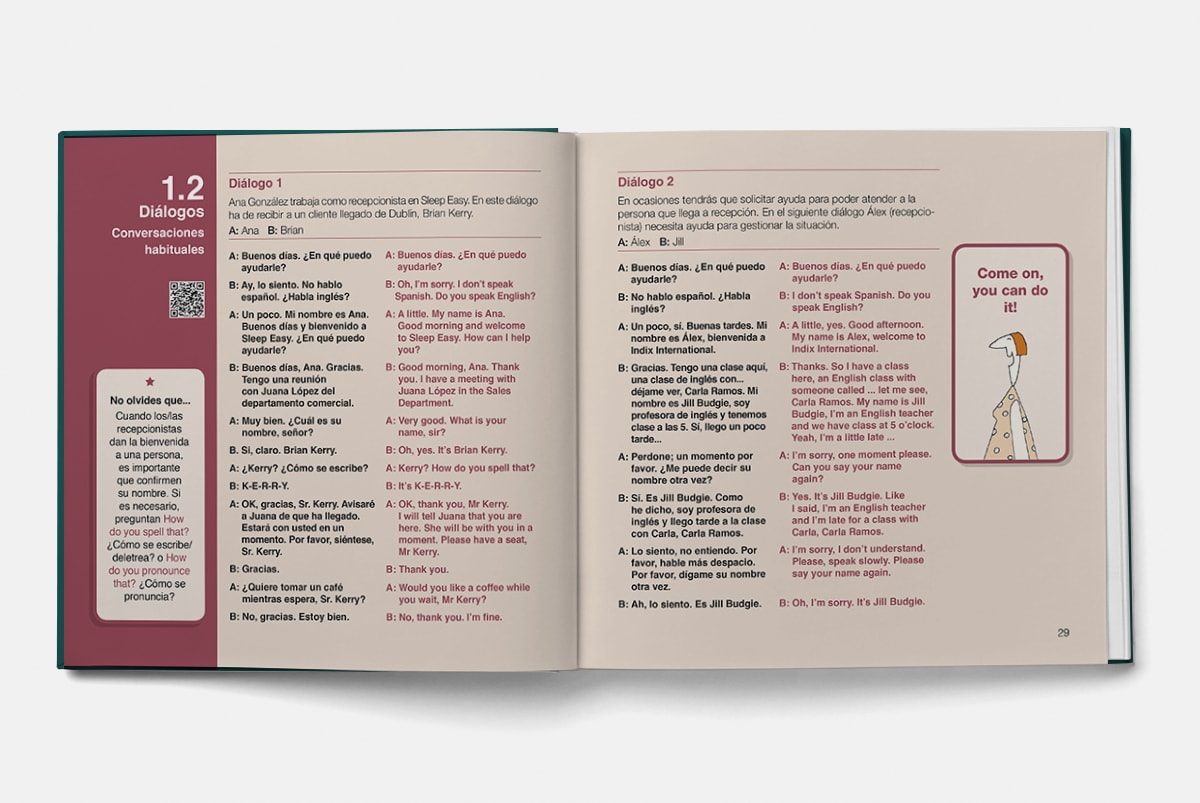 1.2
Diálogos
Conversaciones
habituales
★
No olvides que...
Cuando los/las
recepcionistas
dan la bienvenida
a una persona,
es importante
que confirmen
su nombre. Si
es necesario,
preguntan How
do you spell that?
¿Cómo se escribe/
deletrea? o How
do you pronounce
that? ¿Cómo se
pronuncia?
Diálogo 1
Ana González trabaja como recepcionista en Sleep Easy. En este diálogo
ha de recibir a un cliente llegado de Dublín, Brian Kerry.
A: Ana B: Brian
A: Buenos días. ¿En qué puedo
ayudarle?
B: Ay, lo siento. No hablo
español. ¿Habla inglés?
A: Un poco. Mi nombre es Ana.
Buenos días y bienvenido a
Sleep Easy. ¿En qué puedo
ayudarle?
B: Buenos días, Ana. Gracias.
Tengo una reunión
con Juana López del
departamento comercial.
A: Muy bien. ¿Cuál es su
nombre, señor?
B: Sí, claro. Brian Kerry.
A: ¿Kerry? ¿Cómo se escribe?
B: K-E-R-R-Y.
A: OK, gracias, Sr. Kerry. Avisaré
a Juana de que ha llegado.
Estará con usted en un
momento. Por favor, siéntese,
Sr. Kerry.
B: Gracias.
A: ¿Quiere tomar un café
mientras espera, Sr. Kerry?
B: No, gracias. Estoy bien.
A: Buenos días. ¿En qué puedo
ayudarle?
B: Oh, I'm sorry. I don't speak
Spanish. Do you speak English?
A: A little. My name is Ana.
Good morning and welcome
to Sleep Easy. How can I help
you?
B: Good morning, Ana. Thank
you. I have a meeting with
Juana López in the Sales
Department.
A: Very good. What is your
name, sir?
B: Oh, yes. It's Brian Kerry.
A: Kerry? How do you spell that?
B: It's K-E-R-R-Y.
A: OK, thank you, Mr Kerry.
I will tell Juana that you are
here. She will be with you in a
moment. Please have a seat,
Mr Kerry.
B: Thank you.
A: Would you like a coffee while
you wait, Mr Kerry?
B: No, thank you. I'm fine.
Diálogo 2
En ocasiones tendrás que solicitar ayuda para poder atender a la
persona que llega a recepción. En el siguiente diálogo Álex (recepcio-
nista) necesita ayuda para gestionar la situación.
A: Álex B: Jill
A: Buenos días. ¿En qué puedo
ayudarle?
B: No hablo español. ¿Habla
inglés?
A: Un poco, sí. Buenas tardes. Mi
nombre es Álex, bienvenida a
Indix International.
B: Gracias. Tengo una clase aquí,
una clase de inglés con...
déjame ver, Carla Ramos. Mi
nombre es Jill Budgie, soy
profesora de inglés y tenemos
clase a las 5. Sí, llego un poco
tarde...
A: Perdone; un momento por
favor. ¿Me puede decir su
nombre otra vez?
B: Sí. Es Jill Budgie. Como
he dicho, soy profesora de
inglés y llego tarde a la clase
con Carla, Carla Ramos.
A: Lo siento, no entiendo. Por
favor, hable más despacio.
Por favor, dígame su nombre
otra vez.
B: Ah, lo siento. Es Jill Budgie.
A: Buenos días. ¿En qué puedo
ayudarle?
B: I don't speak Spanish. Do you
speak English?
A: A little, yes. Good afternoon.
My name is Alex, welcome to
Indix International.
B: Thanks. So I have a class
here, an English class with
someone called ... let me see,
Carla Ramos. My name is Jill
Budgie, I'm an English teacher
and we have class at 5 o'clock.
Yeah, I'm a little late ...
A: I'm sorry, one moment please.
Can you say your name
again?
B: Yes. It's Jill Budgie. Like
I said, I'm an English teacher
and I'm late for a class with
Carla, Carla Ramos.
A: I'm sorry, I don't understand.
Please, speak slowly. Please
say your name again.
B: Oh, I'm sorry. It's Jill Budgie.
Come on,
you can do
it!
29